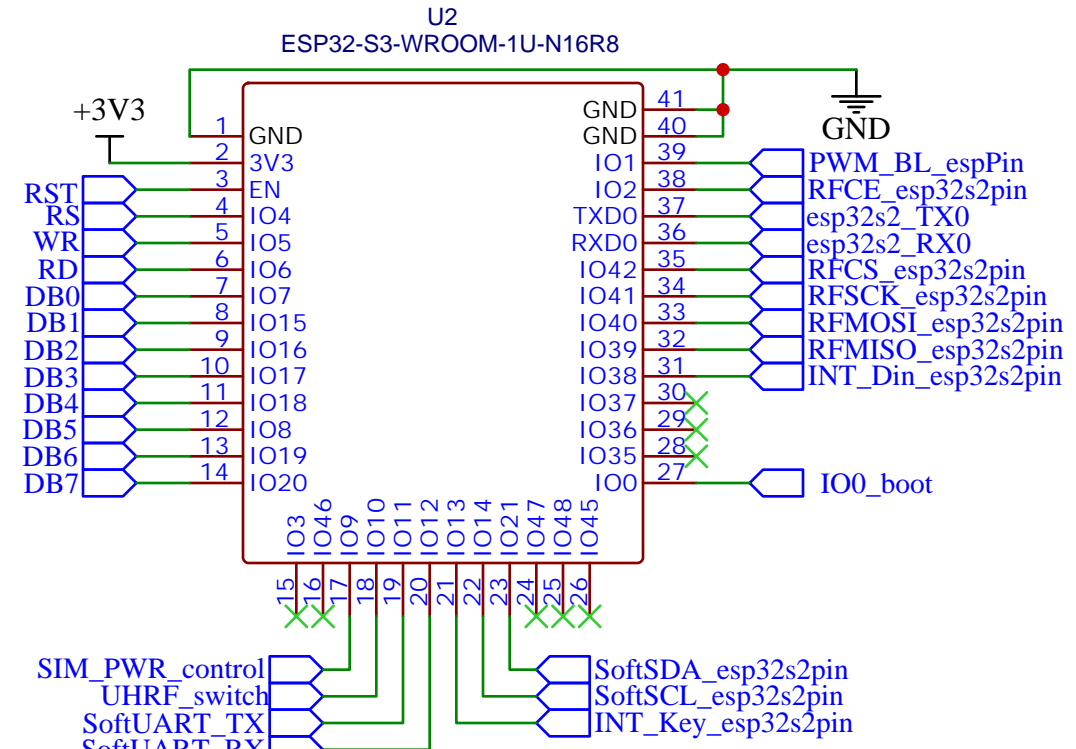 U2
ESP32-S3-WROOM-1U-N16R8
+3V3
GND
1 GND
2 3V3
RST 3 EN
RS 4 IO4
WR 5 IO5
RD 6 IO6
DB0 7 IO7
DB1 8 IO15
DB2 9 IO16
DB3 10 IO17
DB4 11 IO18
DB5 12 IO8
DB6 13 IO19
DB7 14 IO20
GND 41
GND 40
IO1 39 PWM_BL_espPin
IO2 38 RFCE_esp32s2pin
TXD0 37 esp32s2_TX0
RXD0 36 esp32s2_RX0
IO42 35 RFCS_esp32s2pin
IO41 34 RFSCK_esp32s2pin
IO40 33 RFMOSI_esp32s2pin
IO39 32 RFMISO_esp32s2pin
IO38 31 INT_Din_esp32s2pin
IO37 30
IO36 29
IO35 28
IO0 27 IO0_boot
IO3 IO46 IO9 IO10 IO11 IO12 IO13 IO14 IO21 IO47 IO48 IO45
15 16 17 18 19 20 21 22 23 24 25 26
SIM_PWR_control
UHRF_switch
SoftUART_TX
SoftUART_RX
SoftSDA_esp32s2pin
SoftSCL_esp32s2pin
INT_Key_esp32s2pin